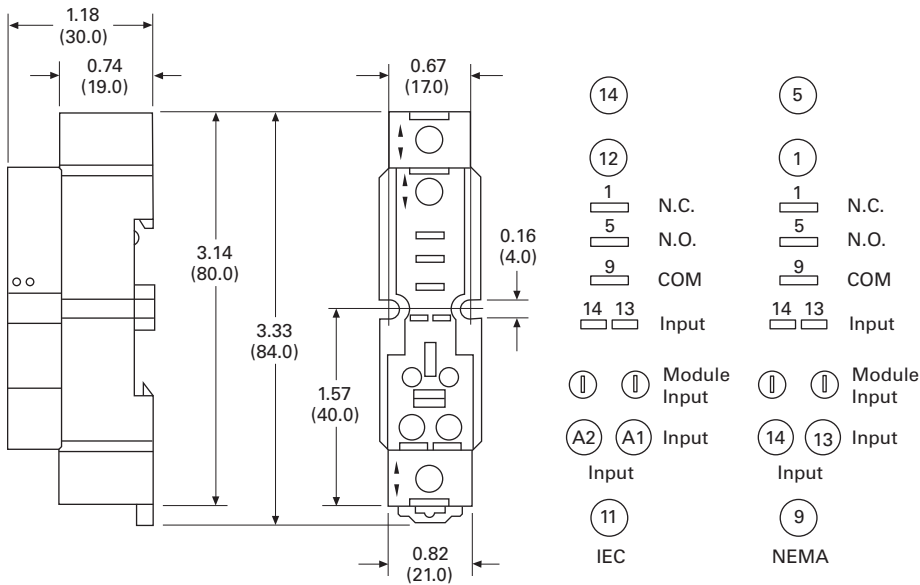 1.18
(30.0)
0.74
(19.0)
3.14
(80.0)
3.33
(84.0)
0.67
(17.0)
0.16
(4.0)
1.57
(40.0)
0.82
(21.0)
14
12
1 N.C.
5 N.O.
9 COM
14 13 Input
Module
Input
A2 A1 Input
Input
11
IEC
5
1
1 N.C.
5 N.O.
9 COM
14 13 Input
Module
Input
14 13 Input
Input
9
NEMA